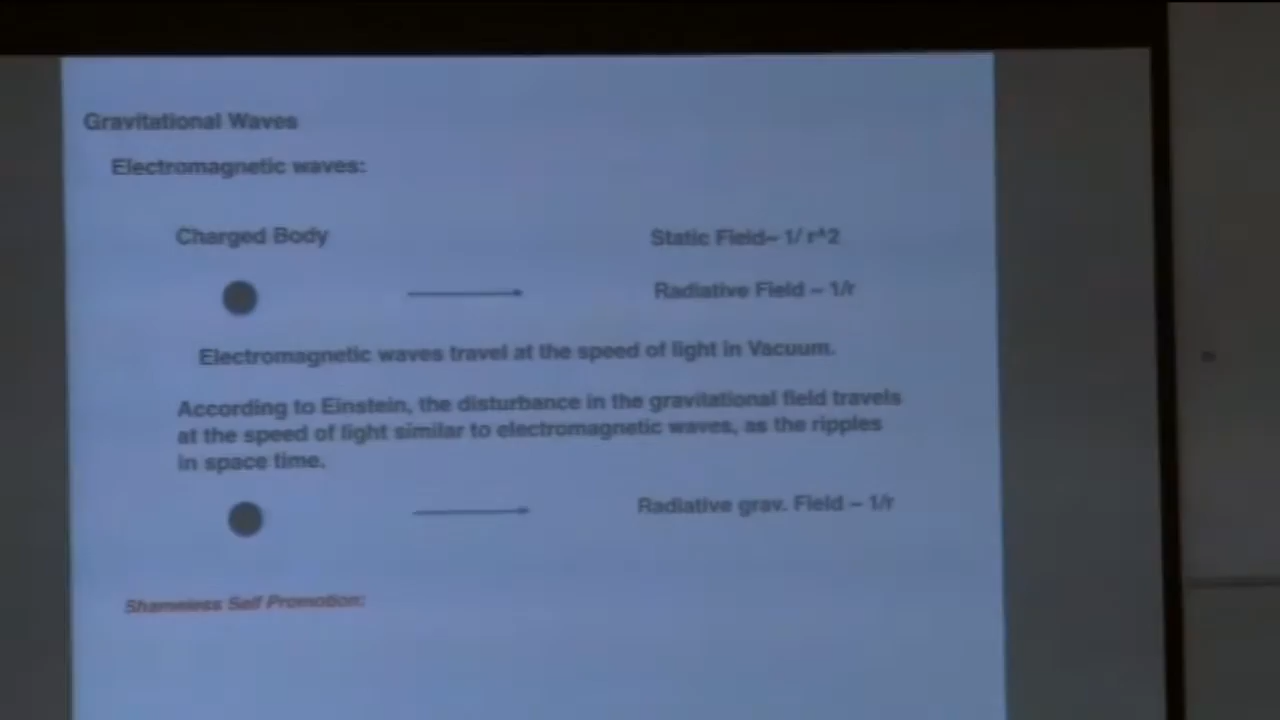 Gravitational Waves
Electromagnetic waves:
Charged Body
Static Field~ 1/ r^2
Radiative Field ~ 1/r
Electromagnetic waves travel at the speed of light in Vacuum.
According to Einstein, the disturbance in the gravitational field travels
at the speed of light similar to electromagnetic waves, as the ripples
in space time.
Radiative grav. Field ~ 1/r
Shameless Self Promotion: